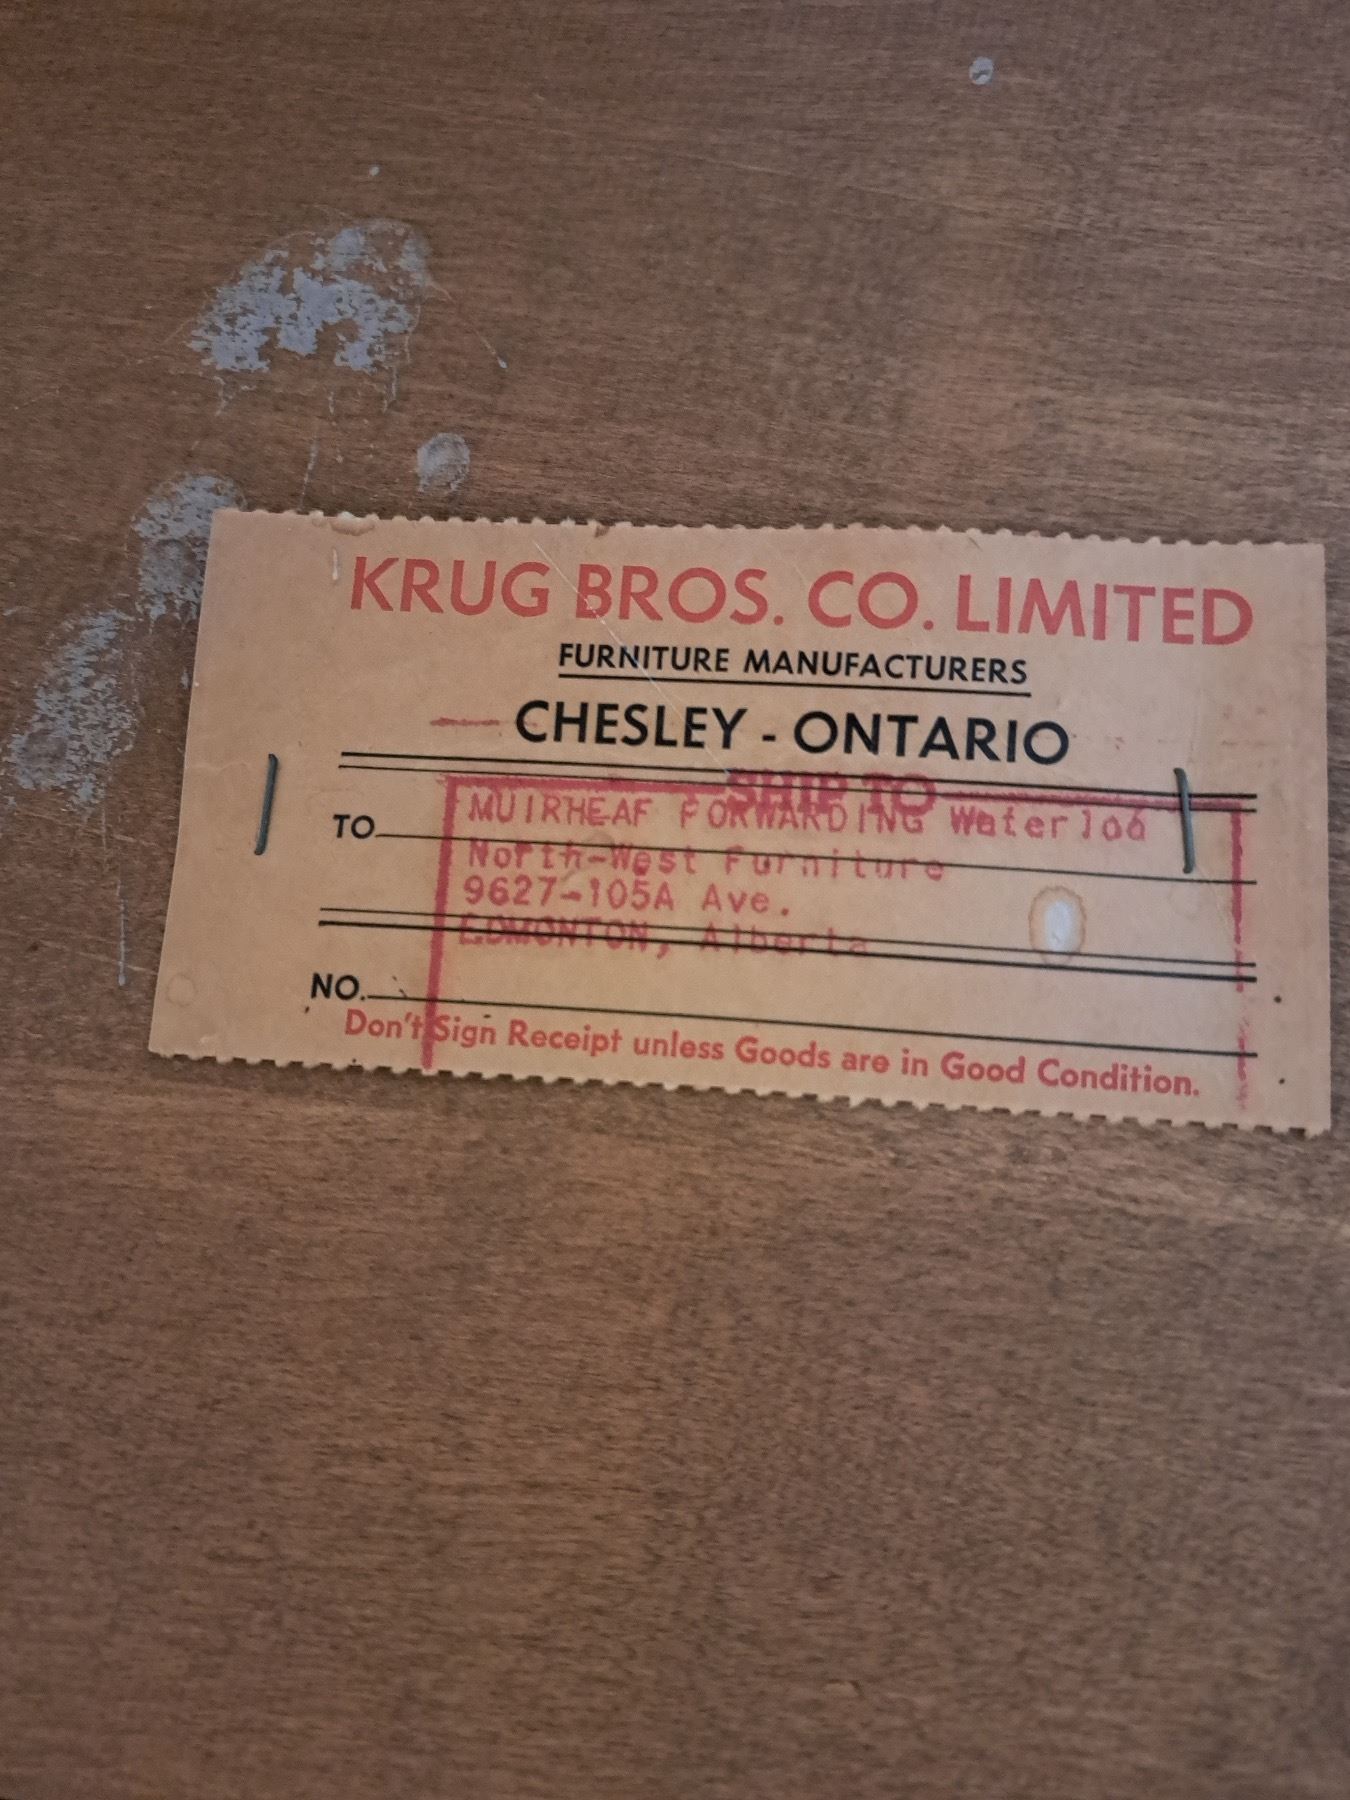 KRUG BROS. CO. LIMITED
FURNITURE MANUFACTURERS
CHESLEY - ONTARIO
SHIP TO
TO MUIRHEAF FORWARDING Waterloo
North-West Furniture
9627-105A Ave.
EDMONTON, Alberta
NO.
Don't Sign Receipt unless Goods are in Good Condition.